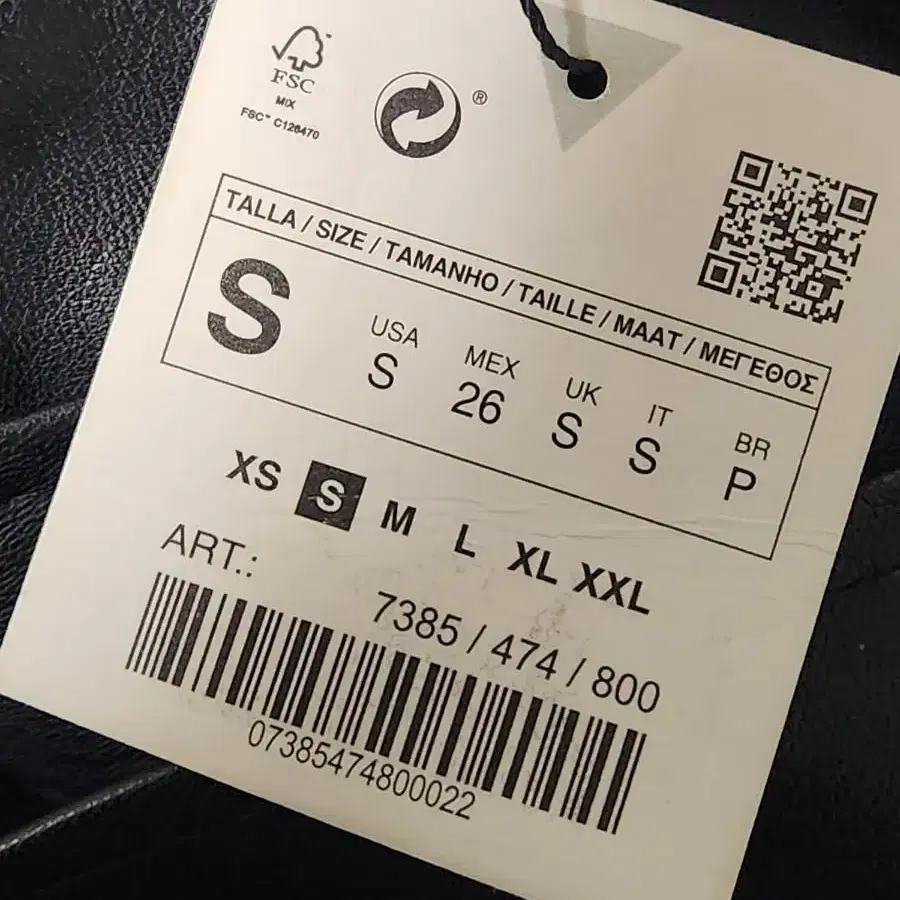 FSC
MIX
FSC™ C126470
®
TALLA / SIZE / TAMANHO / TAILLE / MAAT / ΜΕΓΕΘΟΣ
S
USA MEX UK IT BR
S 26 S S P
XS S M L XL XXL
ART.:
7385 / 474 / 800
07385474800022